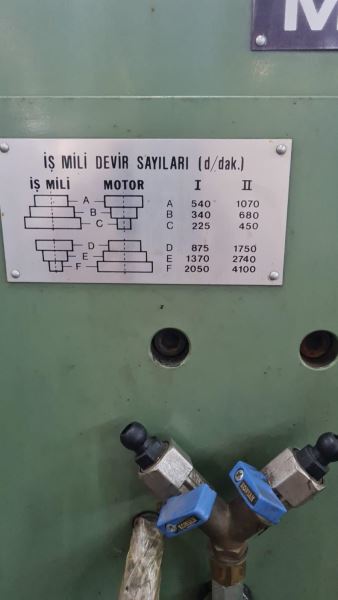 M
İŞ MİLİ DEVİR SAYILARI (d/dak.)
İŞ MİLİ MOTOR I II
A A 540 1070
B B 340 680
C C 225 450
D D 875 1750
E E 1370 2740
F F 2050 4100